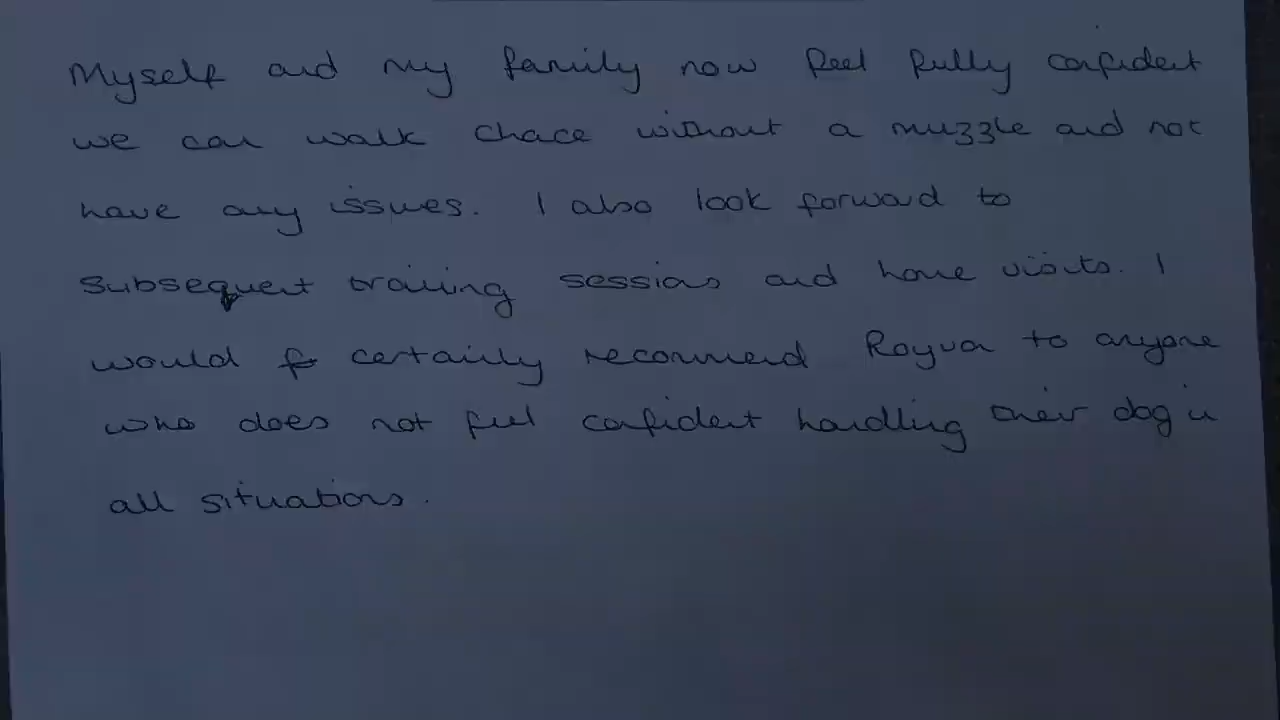 Myself and my family now feel fully confident
we can walk Chace without a muzzle and not
have any issues. I also look forward to
subsequent training sessions and home visits. I
would certainly recommend Royvon to anyone
who does not feel confident handling their dog in
all situations.